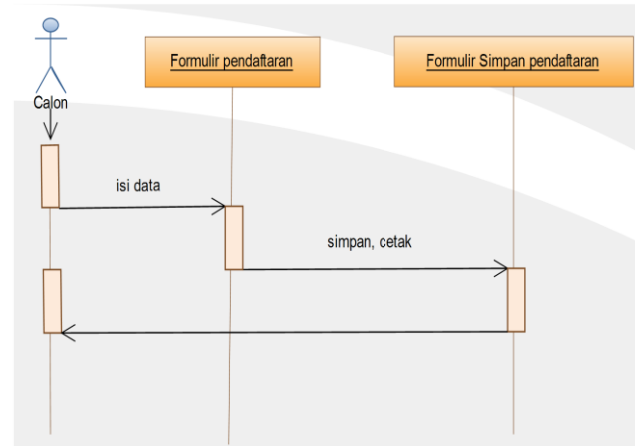 Formulir pendaftaran
Formulir Simpan pendaftaran
Calon
isi data
simpan, cetak